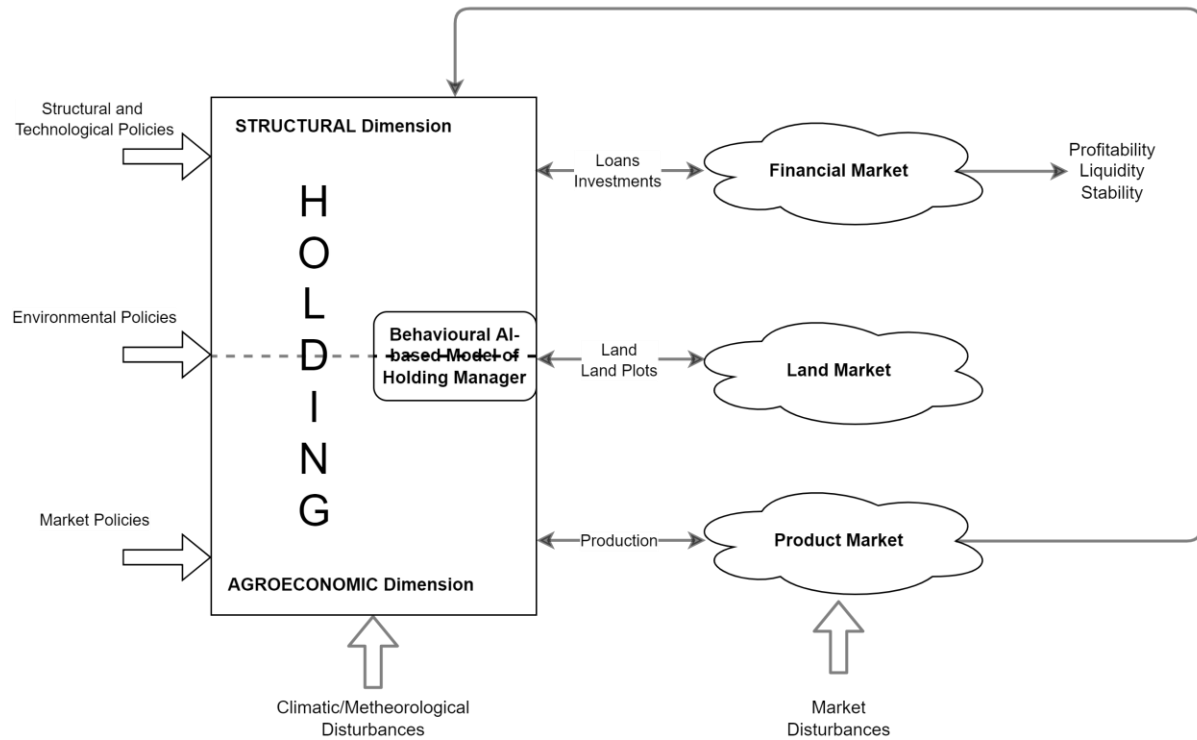 Structural and
Technological Policies
STRUCTURAL Dimension
Loans
Investments
Financial Market
Profitability
Liquidity
Stability
HOLDING
Environmental Policies
Behavioural AI-
based Model of
Holding Manager
Land
Land Plots
Land Market
Market Policies
Production
Product Market
AGROECONOMIC Dimension
Climatic/Metheorological
Disturbances
Market
Disturbances